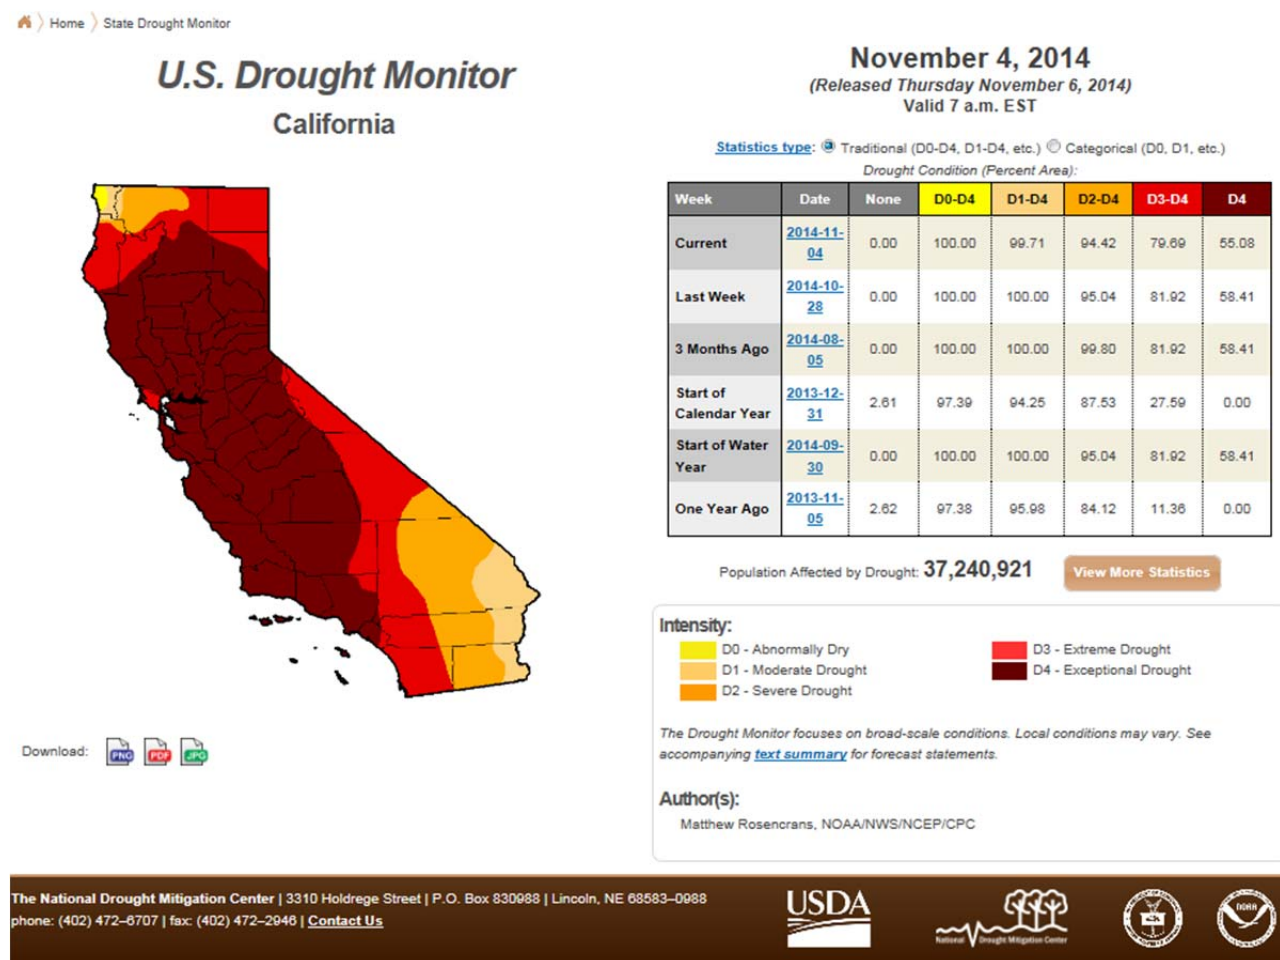 Home State Drought Monitor
U.S. Drought Monitor
California
November 4, 2014
(Released Thursday November 6, 2014)
Valid 7 a.m. EST
Statistics type: Traditional (D0-D4, D1-D4, etc.) Categorical (D0, D1, etc.)
Drought Condition (Percent Area):
Week Date None D0-D4 D1-D4 D2-D4 D3-D4 D4
Current 2014-11-04 0.00 100.00 99.71 94.42 79.69 55.08
Last Week 2014-10-28 0.00 100.00 100.00 95.04 81.92 58.41
3 Months Ago 2014-08-05 0.00 100.00 100.00 99.80 81.92 58.41
Start of Calendar Year 2013-12-31 2.61 97.39 94.25 87.53 27.59 0.00
Start of Water Year 2014-09-30 0.00 100.00 100.00 95.04 81.92 58.41
One Year Ago 2013-11-05 2.62 97.38 95.98 84.12 11.36 0.00
Population Affected by Drought: 37,240,921
View More Statistics
Intensity:
D0 - Abnormally Dry
D1 - Moderate Drought
D2 - Severe Drought
D3 - Extreme Drought
D4 - Exceptional Drought
The Drought Monitor focuses on broad-scale conditions. Local conditions may vary. See
accompanying text summary for forecast statements.
Author(s):
Matthew Rosencrans, NOAA/NWS/NCEP/CPC
Download: PNG PDF JPG
The National Drought Mitigation Center | 3310 Holdrege Street | P.O. Box 830988 | Lincoln, NE 68583–0988
phone: (402) 472–6707 | fax: (402) 472–2946 | Contact Us
USDA
National Drought Mitigation Center
NOAA